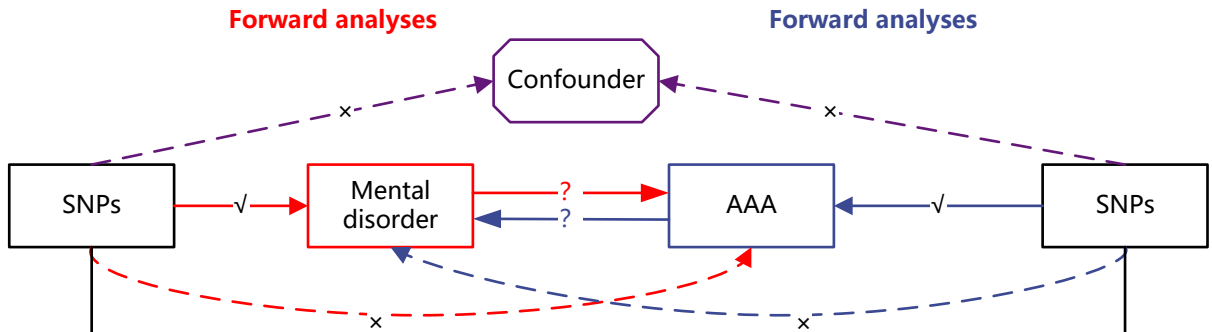 Forward analyses Forward analyses
Confounder
× ×
SNPs √ Mental disorder ? ? AAA √ SNPs
× ×